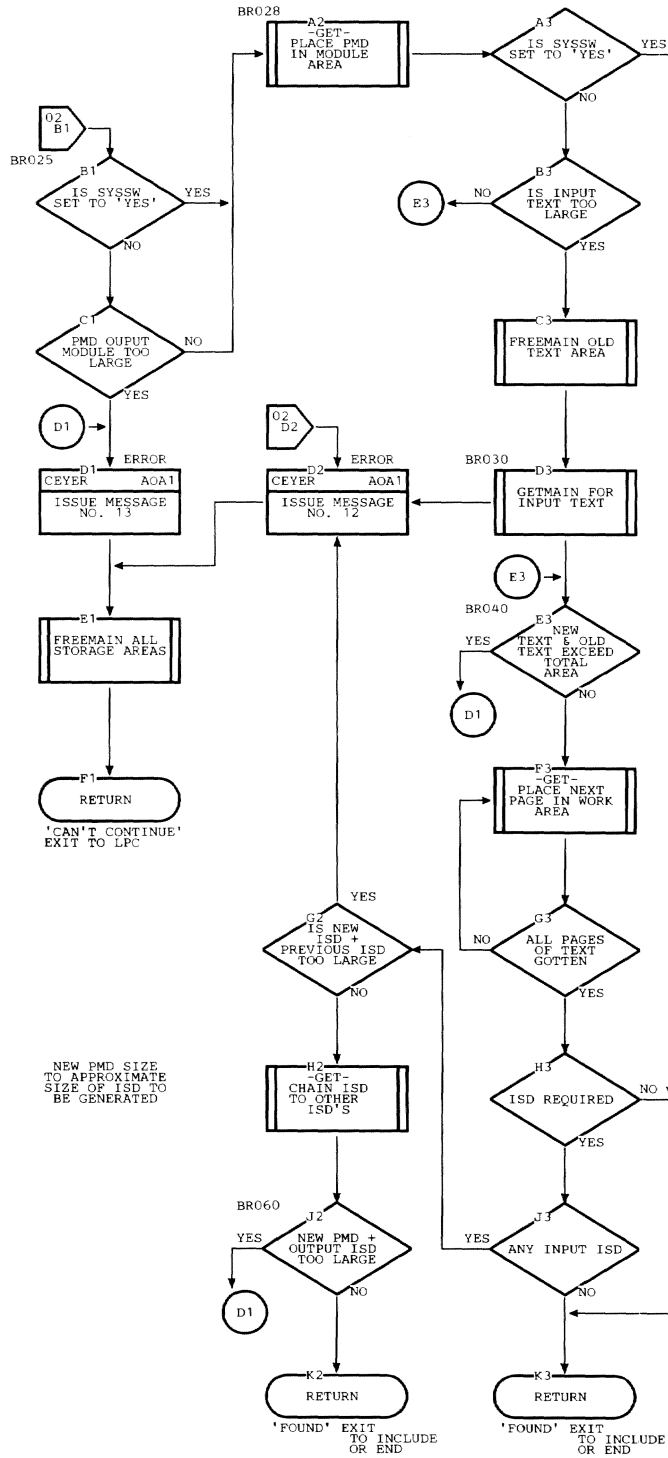 BR028
A2
-GET-
PLACE PMD
IN MODULE
AREA
A3
IS SYSSW
SET TO 'YES'
YES
NO
02
B1
BR025
B1
IS SYSSW
SET TO 'YES'
YES
NO
B3
IS INPUT
TEXT TOO
LARGE
NO
E3
YES
C1
PMD OUPUT
MODULE TOO
LARGE
NO
YES
C3
FREEMAIN OLD
TEXT AREA
D1
02
D2
D1
ERROR
CEYER AOA1
ISSUE MESSAGE
NO. 13
D2
ERROR
CEYER AOA1
ISSUE MESSAGE
NO. 12
BR030
D3
GETMAIN FOR
INPUT TEXT
E3
E1
FREEMAIN ALL
STORAGE AREAS
BR040
E3
NEW
TEXT & OLD
TEXT EXCEED
TOTAL
AREA
YES
NO
D1
F1
RETURN
'CAN'T CONTINUE'
EXIT TO LPC
F3
-GET-
PLACE NEXT
PAGE IN WORK
AREA
YES
G2
IS NEW
ISD +
PREVIOUS ISD
TOO LARGE
NO
G3
ALL PAGES
OF TEXT
GOTTEN
NO
YES
NEW PMD SIZE
TO APPROXIMATE
SIZE OF ISD TO
BE GENERATED
H2
-GET-
CHAIN ISD
TO OTHER
ISD'S
H3
ISD REQUIRED
NO
YES
BR060
J2
NEW PMD +
OUTPUT ISD
TOO LARGE
YES
NO
D1
J3
ANY INPUT ISD
YES
NO
K2
RETURN
'FOUND' EXIT
TO INCLUDE
OR END
K3
RETURN
'FOUND' EXIT
TO INCLUDE
OR END